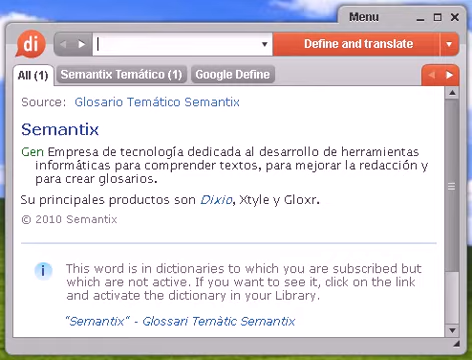 Menu
di
Define and translate
All (1)
Semantix Temático (1)
Google Define
Source: Glosario Temático Semantix
Semantix
Gen Empresa de tecnología dedicada al desarrollo de herramientas
informáticas para comprender textos, para mejorar la redacción y
para crear glosarios.
Su principales productos son Dixio, Xtyle y Gloxr.
© 2010 Semantix
i
This word is in dictionaries to which you are subscribed but
which are not active. If you want to see it, click on the link
and activate the dictionary in your Library.
"Semantix" - Glossari Temàtic Semantix